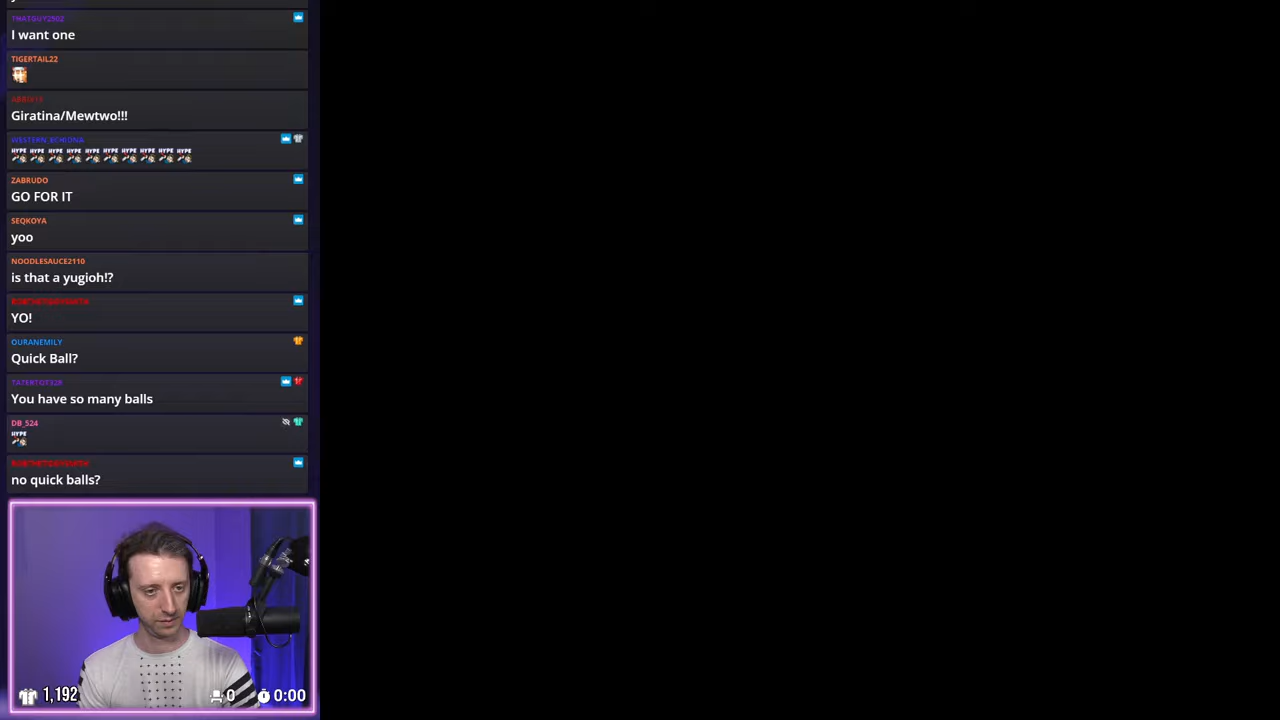 THATGUY2502
I want one
TIGERTAIL22
Giratina/Mewtwo!!!
WESTERN_ECHIDNA
HYPE HYPE HYPE HYPE HYPE HYPE HYPE HYPE HYPE HYPE
ZABRUDO
GO FOR IT
SEQKOYA
yoo
NOODLESAUCE2110
is that a yugioh!?
YO!
OURANEMILY
Quick Ball?
TATERTOT329
You have so many balls
DB_524
HYPE
no quick balls?
1,192
0
0:00